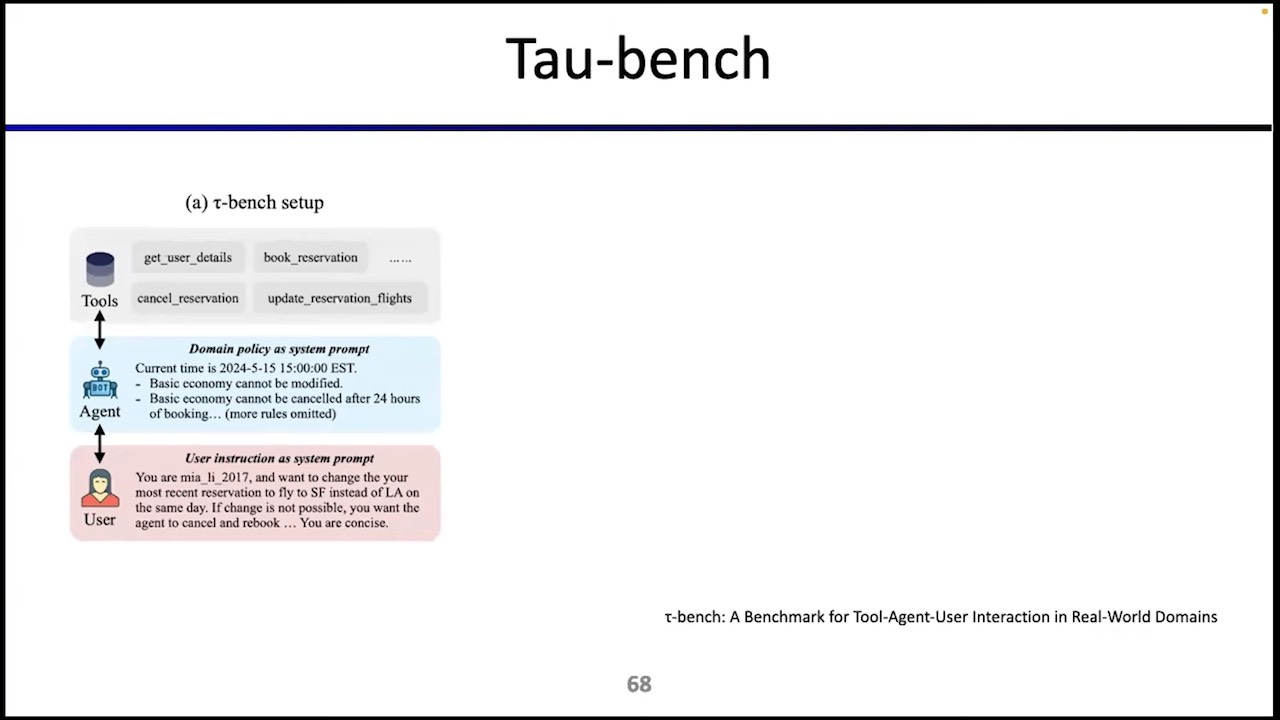 Tau-bench
(a) τ-bench setup
get_user_details
book_reservation
......
Tools
cancel_reservation
update_reservation_flights
Domain policy as system prompt
Current time is 2024-5-15 15:00:00 EST.
- Basic economy cannot be modified.
- Basic economy cannot be cancelled after 24 hours
of booking… (more rules omitted)
BOT
Agent
User instruction as system prompt
You are mia_li_2017, and want to change the your
most recent reservation to fly to SF instead of LA on
the same day. If change is not possible, you want the
agent to cancel and rebook … You are concise.
User
τ-bench: A Benchmark for Tool-Agent-User Interaction in Real-World Domains
68